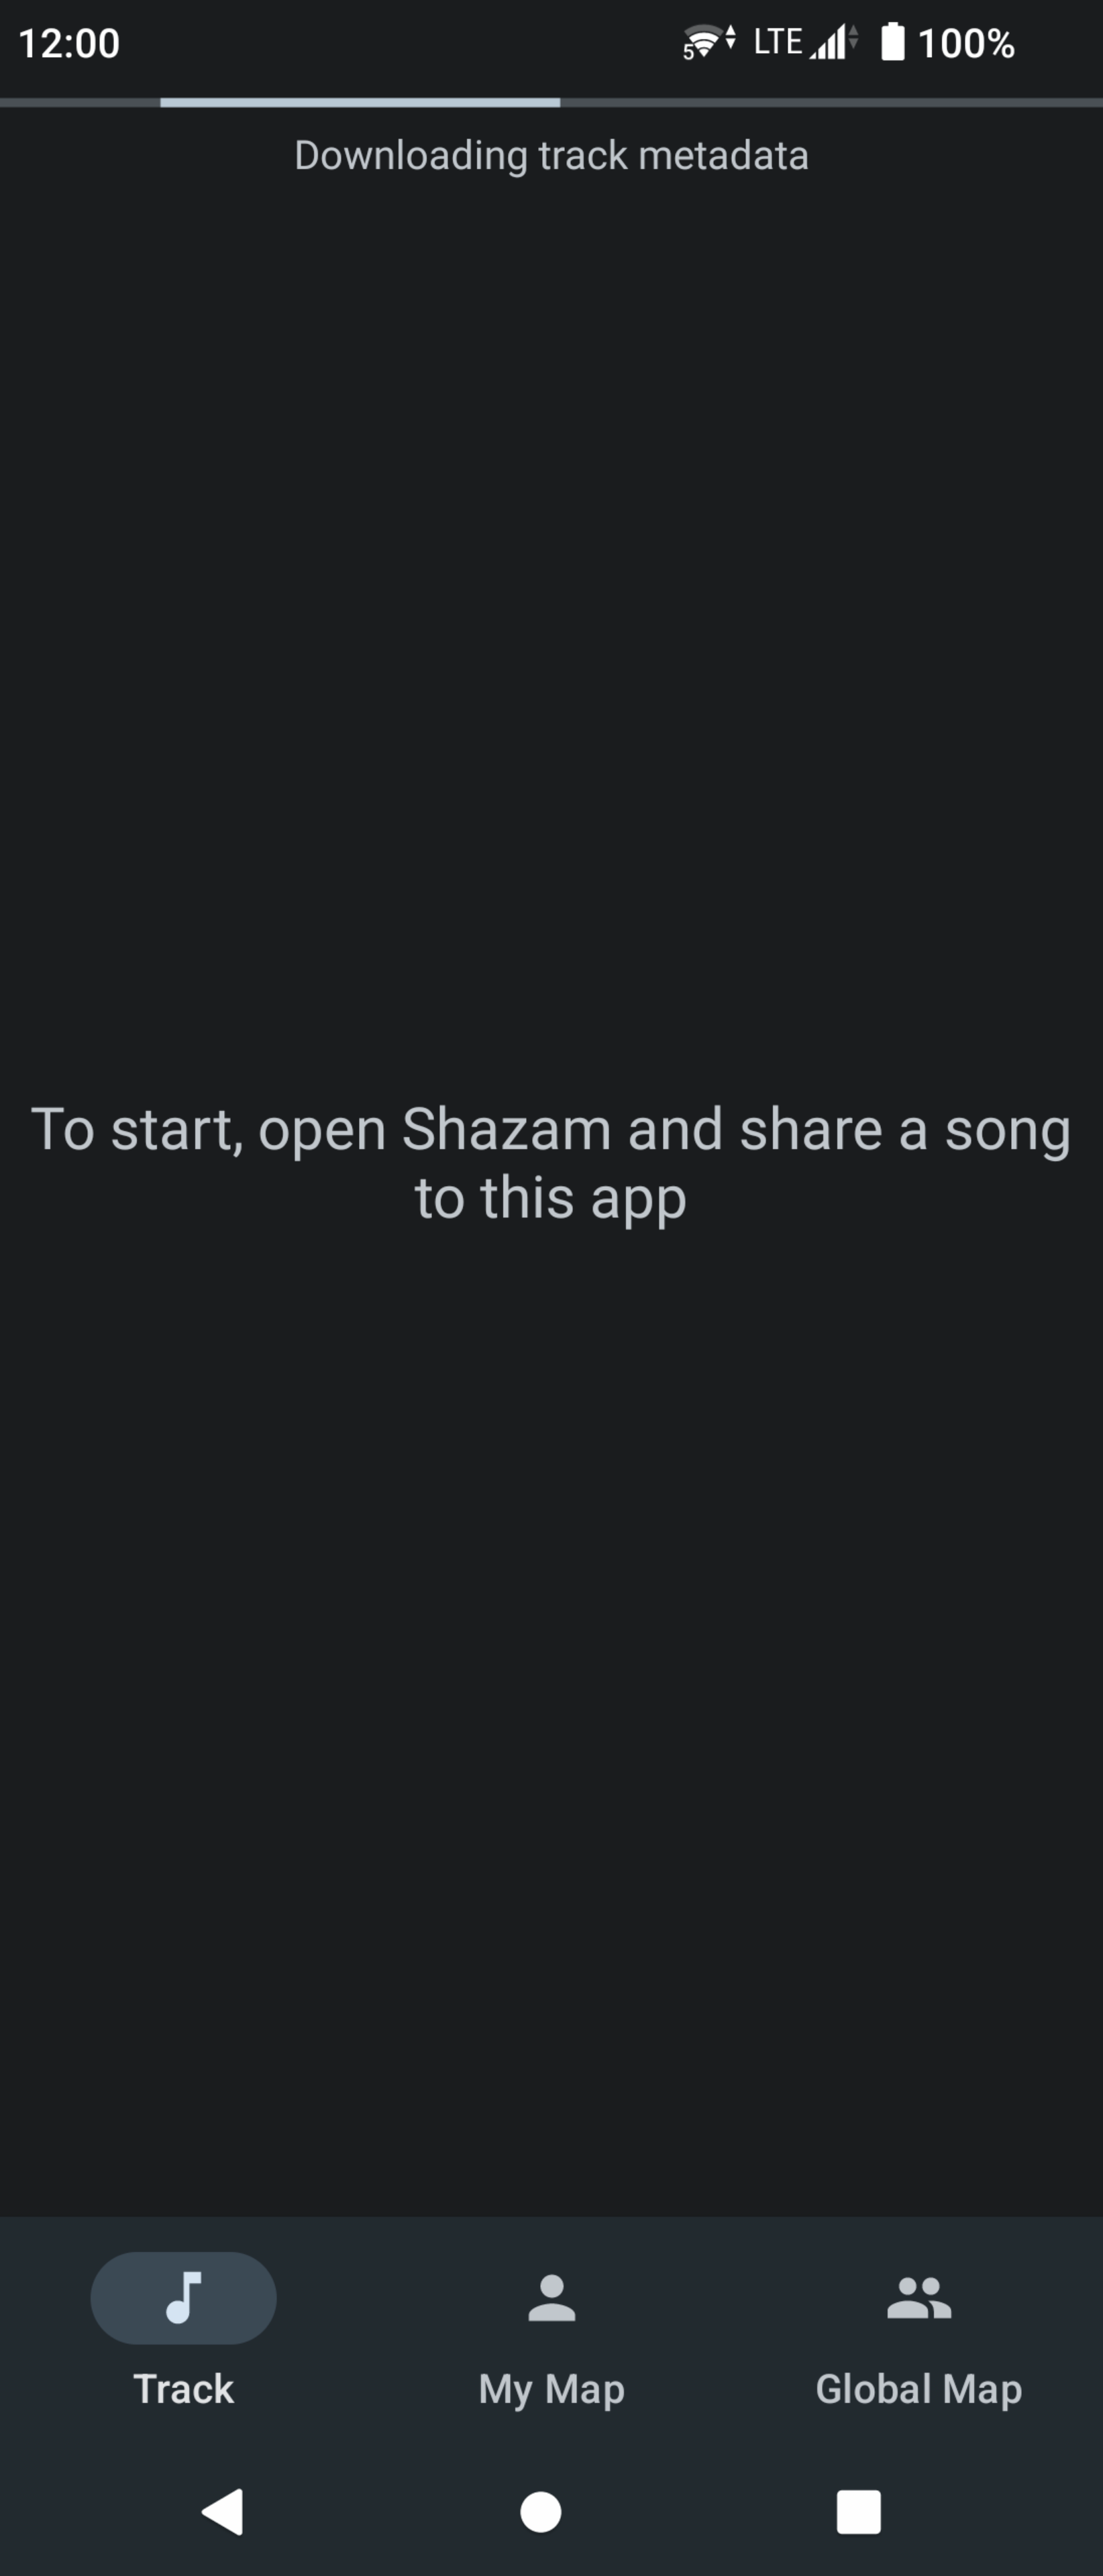 12:00
5 LTE 100%
Downloading track metadata
To start, open Shazam and share a song
to this app
Track
My Map
Global Map